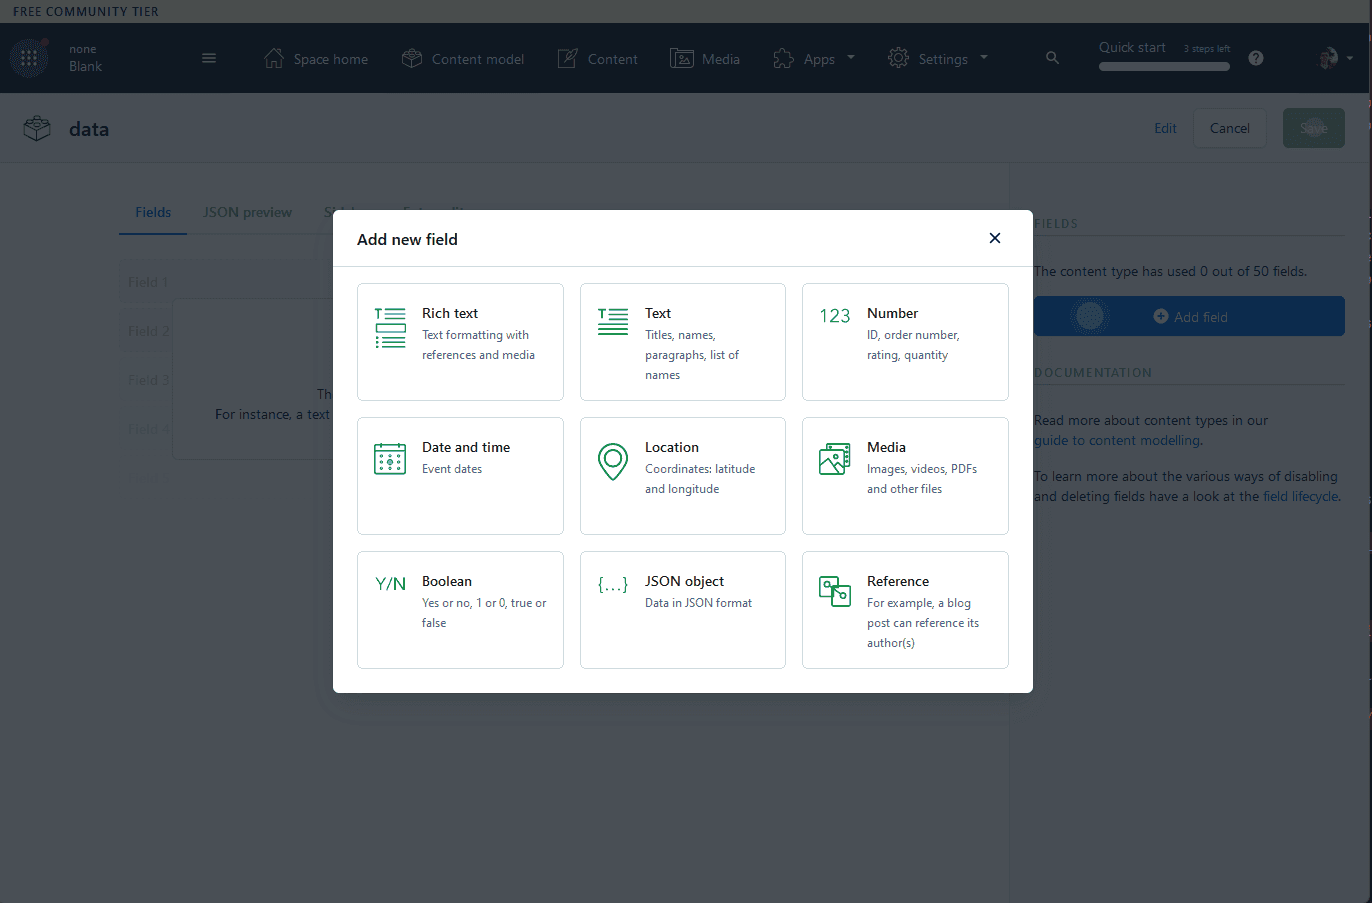 FREE COMMUNITY TIER
none
Blank
Space home
Content model
Content
Media
Apps
Settings
Quick start
3 steps left
data
Edit
Cancel
Save
Fields
JSON preview
Field 1
Field 2
Field 3
Field 4
For instance, a text
Add new field
Rich text
Text formatting with
references and media
Text
Titles, names,
paragraphs, list of
names
Number
123
ID, order number,
rating, quantity
Date and time
Event dates
Location
Coordinates: latitude
and longitude
Media
Images, videos, PDFs
and other files
Y/N
Boolean
Yes or no, 1 or 0, true or
false
{...}
JSON object
Data in JSON format
Reference
For example, a blog
post can reference its
author(s)
FIELDS
The content type has used 0 out of 50 fields.
Add field
DOCUMENTATION
Read more about content types in our
guide to content modelling.
To learn more about the various ways of disabling
and deleting fields have a look at the field lifecycle.